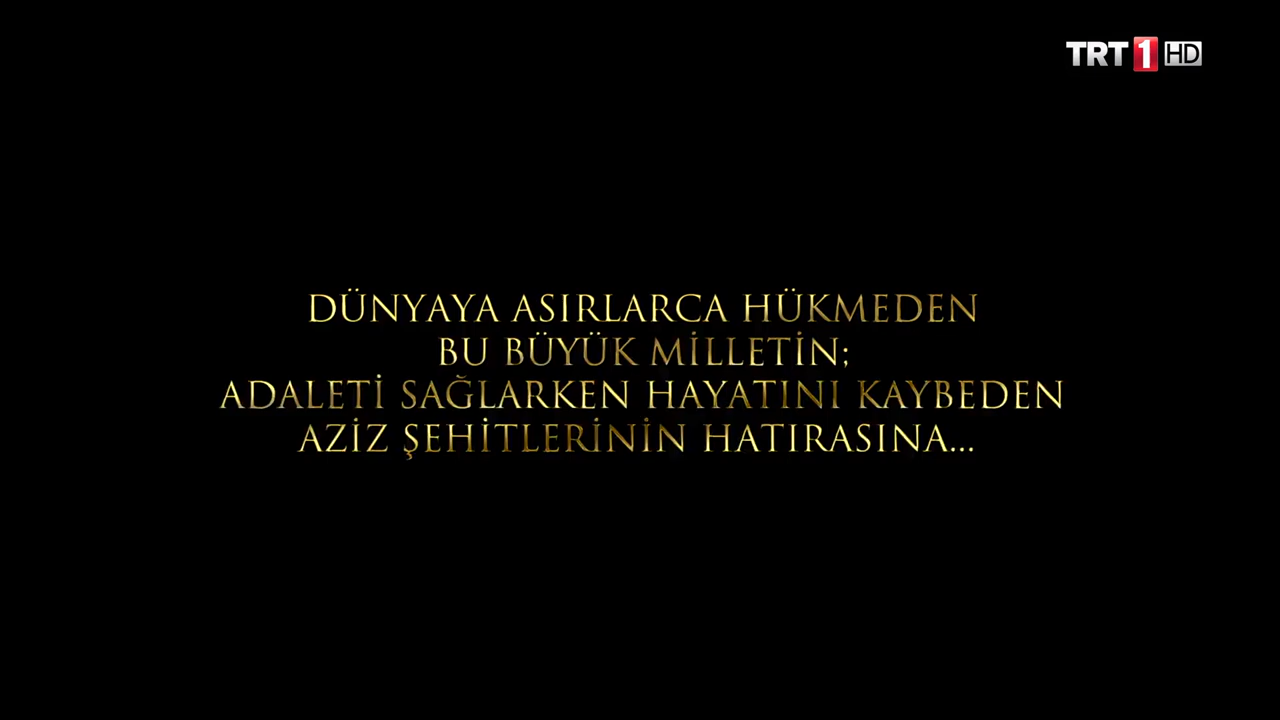 TRT 1 HD
DÜNYAYA ASIRLARCA HÜKMEDEN
BU BÜYÜK MİLLETİN;
ADALETİ SAĞLARKEN HAYATINI KAYBEDEN
AZİZ ŞEHİTLERİNİN HATIRASINA...